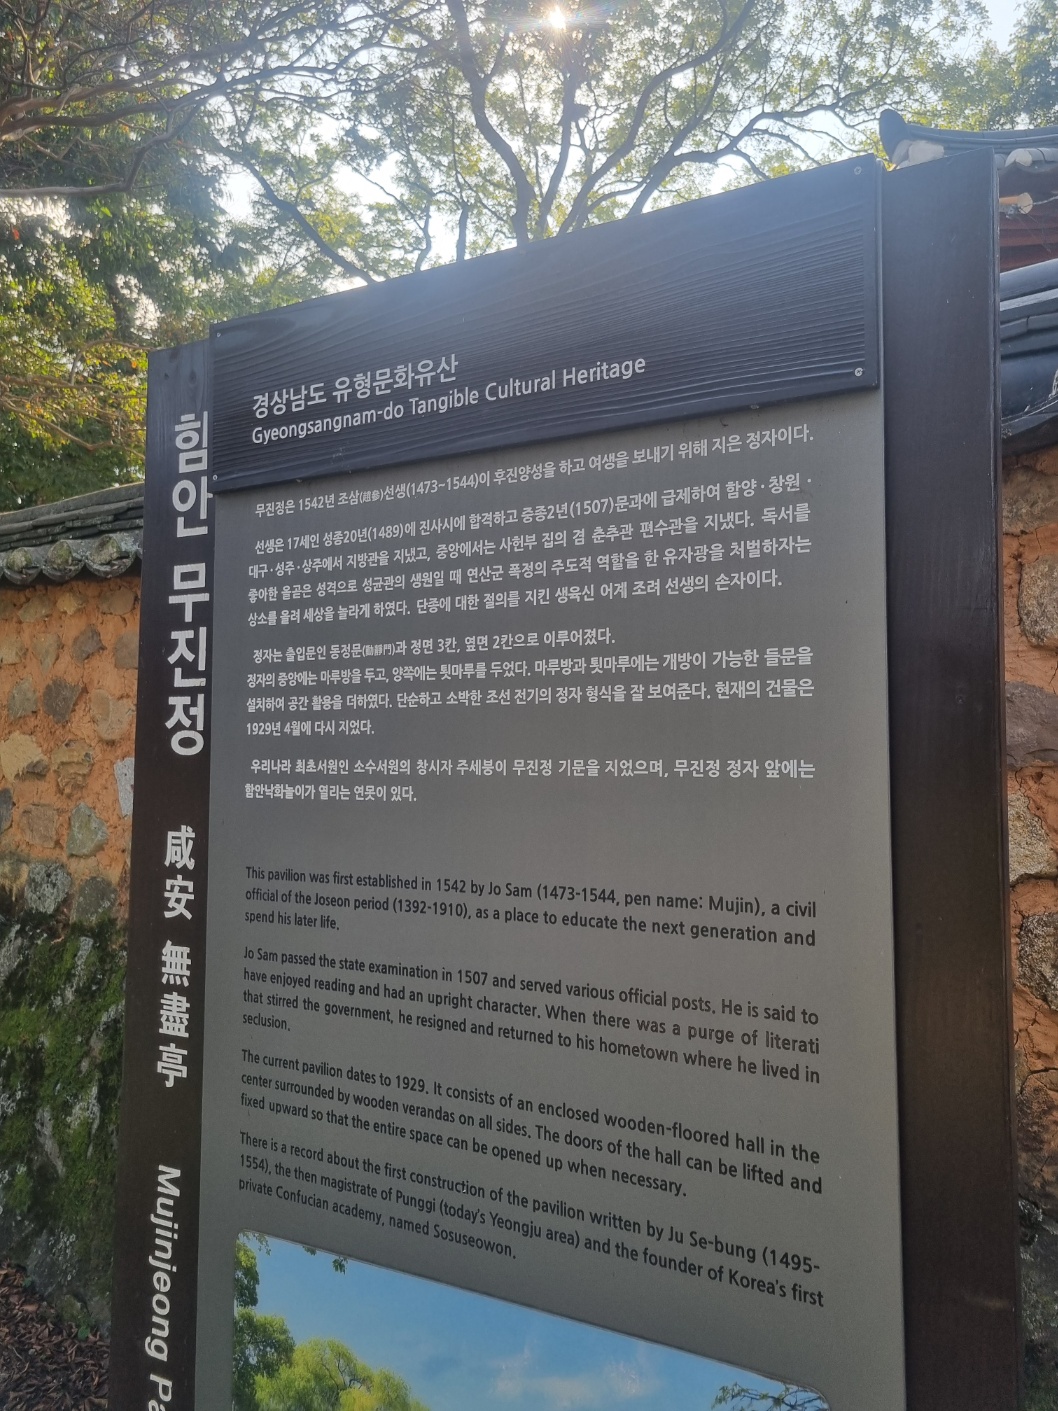 경상남도 유형문화유산
Gyeongsangnam-do Tangible Cultural Heritage
함안 무진정 咸安 無盡亭 Mujinjeong
무진정은 1542년 조삼(趙參)선생(1473~1544)이 후진양성을 하고 여생을 보내기 위해 지은 정자이다.
선생은 17세인 성종20년(1489)에 진사시에 합격하고 중종2년(1507)문과에 급제하여 함양·창원·
대구·성주·상주에서 지방관을 지냈고, 중앙에서는 사헌부 집의 겸 춘추관 편수관을 지냈다. 독서를
좋아한 올곧은 성격으로 성균관의 생원일 때 연산군 폭정의 주도적 역할을 한 유자광을 처벌하자는
상소를 올려 세상을 놀라게 하였다. 단종에 대한 절의를 지킨 생육신 어계 조려 선생의 손자이다.
정자는 출입문인 동정문(動靜門)과 정면 3칸, 옆면 2칸으로 이루어졌다.
정자의 중앙에는 마루방을 두고, 양쪽에는 툇마루를 두었다. 마루방과 툇마루에는 개방이 가능한 들문을
설치하여 공간 활용을 더하였다. 단순하고 소박한 조선 전기의 정자 형식을 잘 보여준다. 현재의 건물은
1929년 4월에 다시 지었다.
우리나라 최초서원인 소수서원의 창시자 주세붕이 무진정 기문을 지었으며, 무진정 정자 앞에는
함안낙화놀이가 열리는 연못이 있다.
This pavilion was first established in 1542 by Jo Sam (1473-1544, pen name: Mujin), a civil
official of the Joseon period (1392-1910), as a place to educate the next generation and
spend his later life.
Jo Sam passed the state examination in 1507 and served various official posts. He is said to
have enjoyed reading and had an upright character. When there was a purge of literati
that stirred the government, he resigned and returned to his hometown where he lived in
seclusion.
The current pavilion dates to 1929. It consists of an enclosed wooden-floored hall in the
center surrounded by wooden verandas on all sides. The doors of the hall can be lifted and
fixed upward so that the entire space can be opened up when necessary.
There is a record about the first construction of the pavilion written by Ju Se-bung (1495-
1554), the then magistrate of Punggi (today's Yeongju area) and the founder of Korea's first
private Confucian academy, named Sosuseowon.